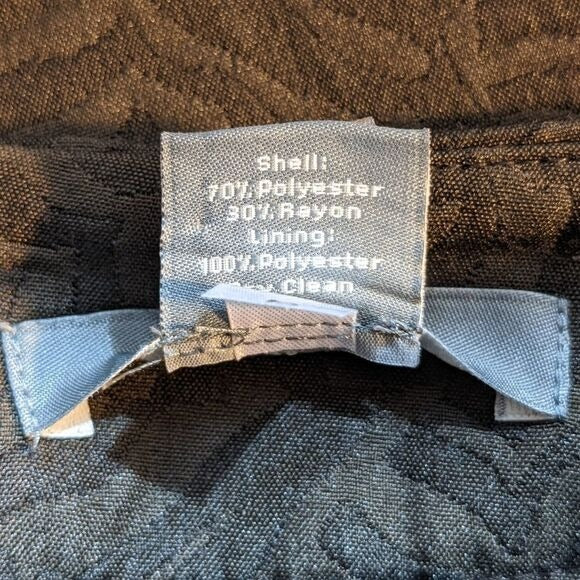 Shell:
70% Polyester
30% Rayon
Lining:
100% Polyester
Clean